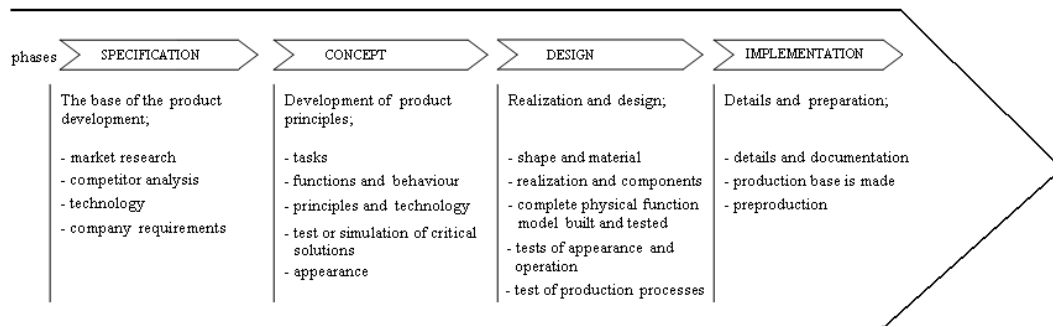 phases
SPECIFICATION
CONCEPT
DESIGN
IMPLEMENTATION
The base of the product
development;
- market research
- competitor analysis
- technology
- company requirements
Development of product
principles;
- tasks
- functions and behaviour
- principles and technology
- test or simulation of critical
solutions
- appearance
Realization and design;
- shape and material
- realization and components
- complete physical function
model built and tested
- tests of appearance and
operation
- test of production processes
Details and preparation;
- details and documentation
- production base is made
- preproduction